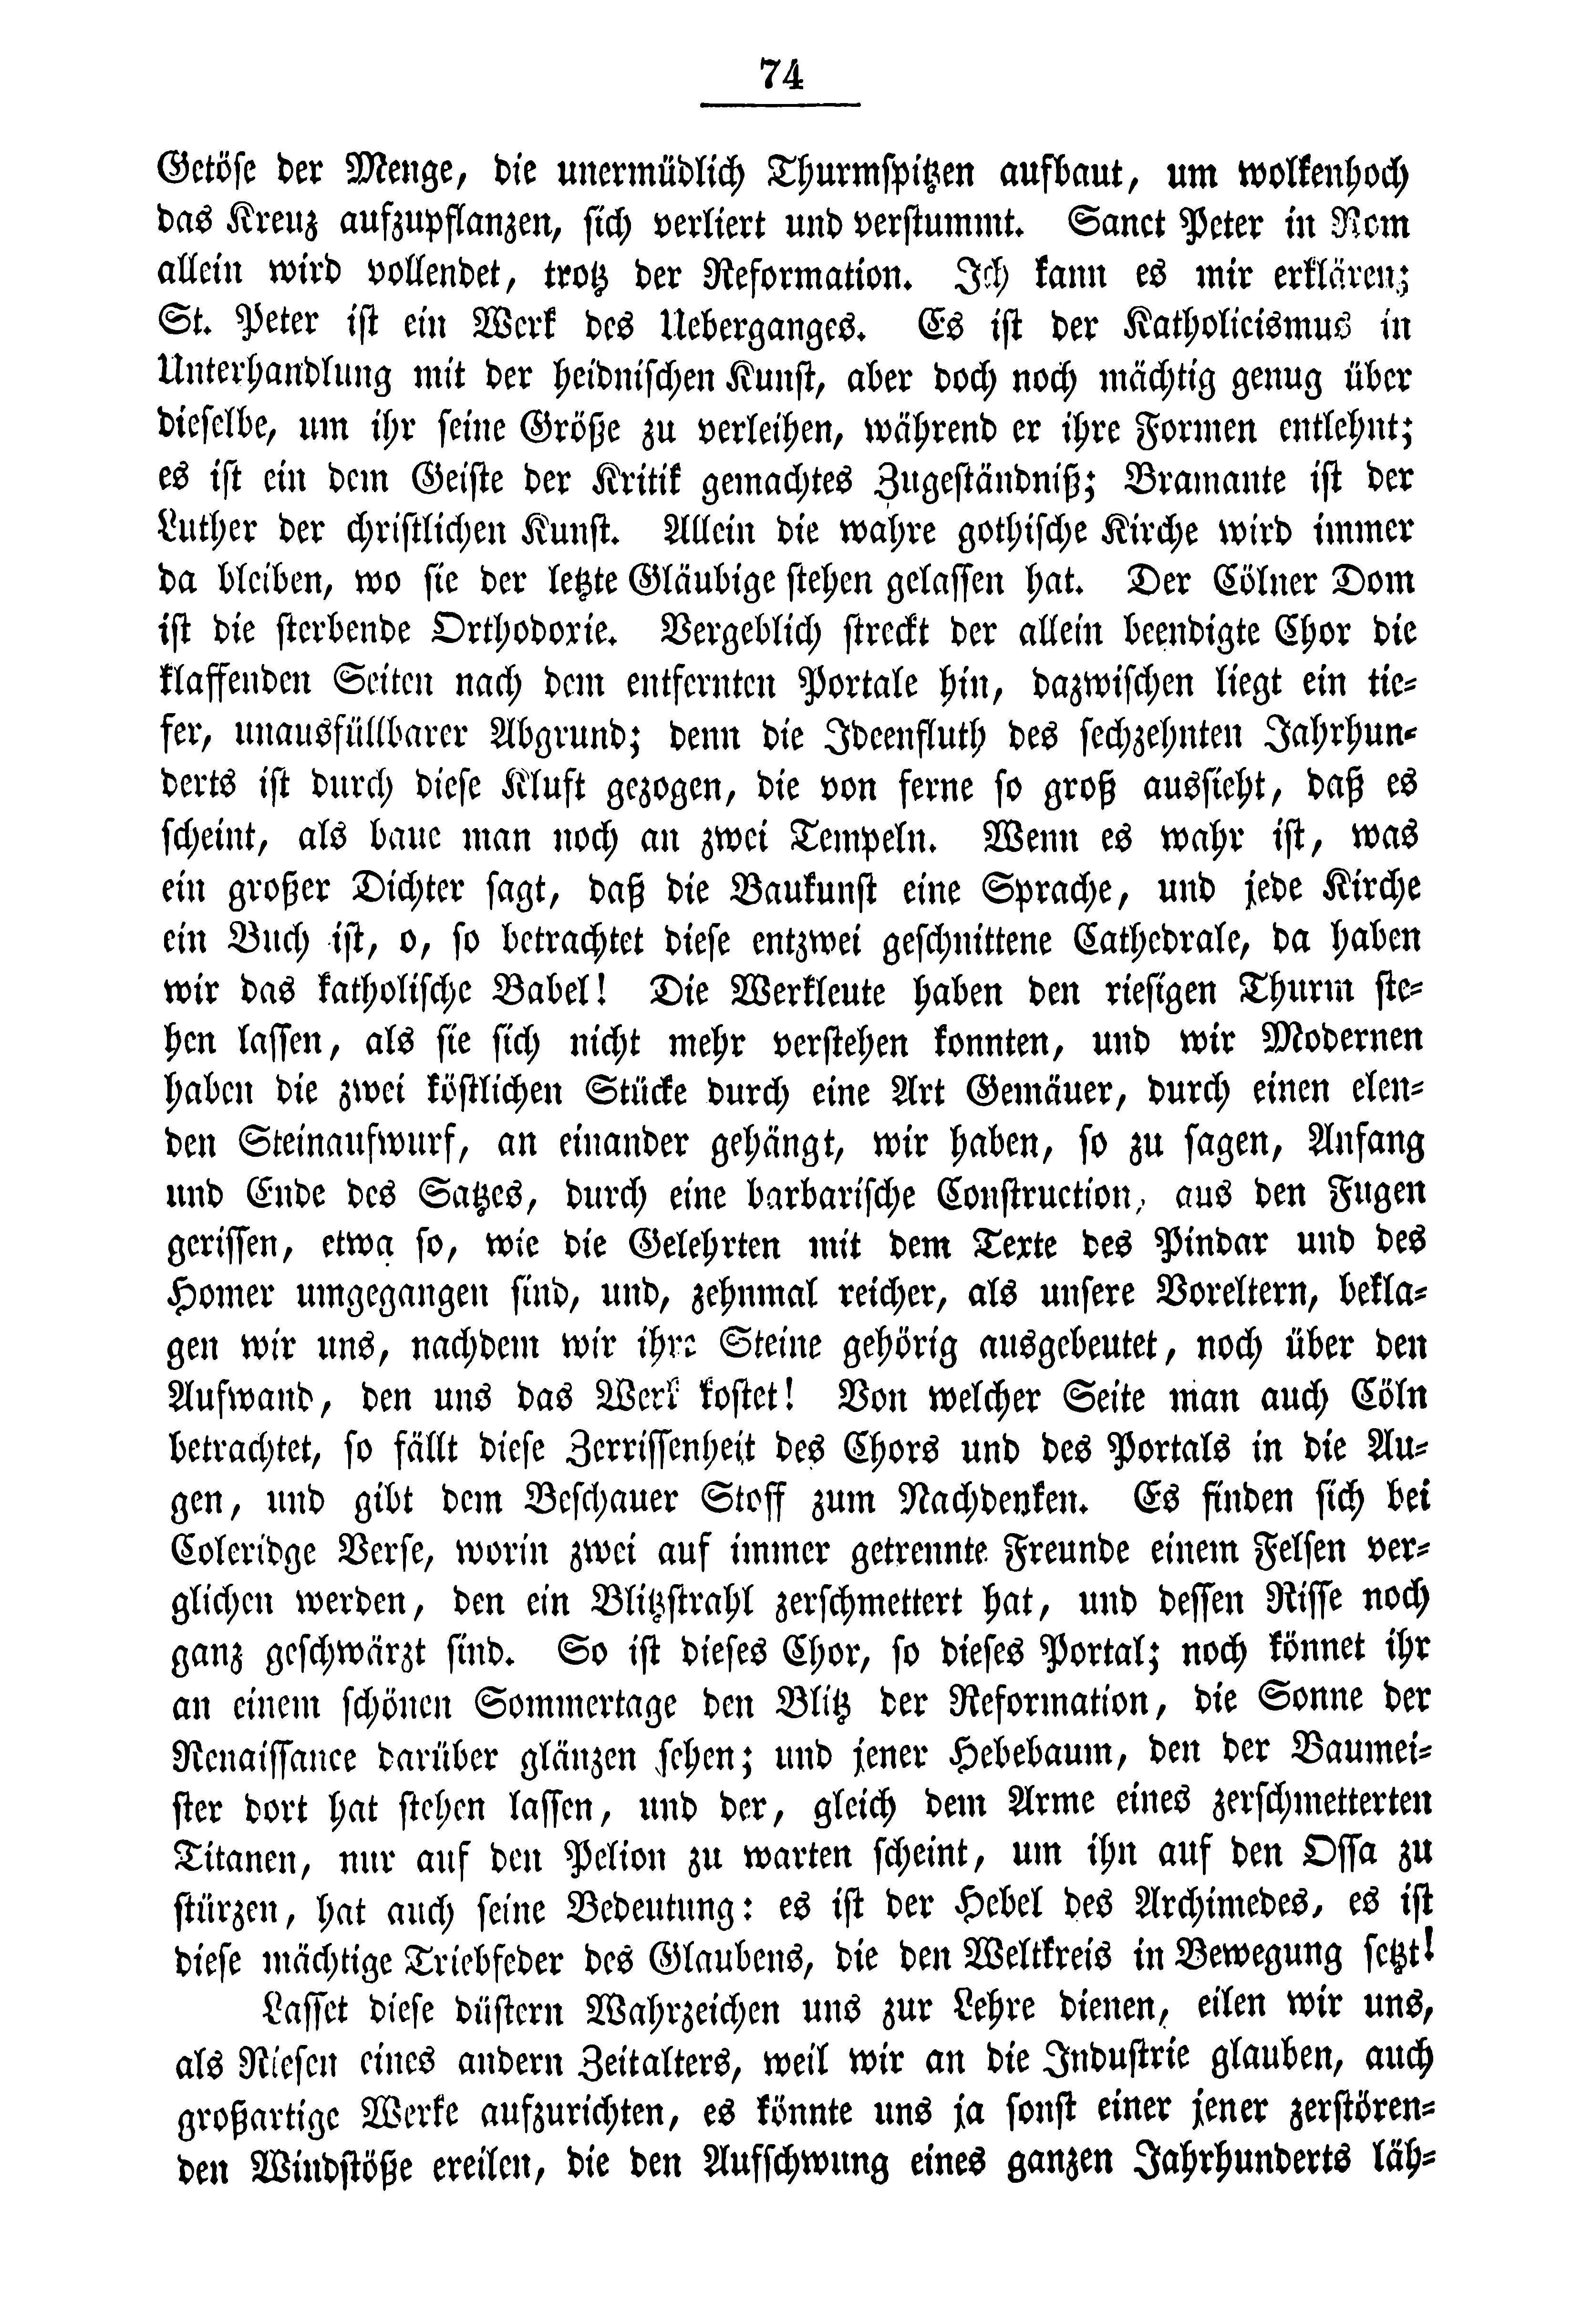 74
Getöse der Menge, die unermüdlich Thurmspitzen aufbaut, um wolkenhoch
das Kreuz aufzupflanzen, sich verliert und verstummt. Sanct Peter in Rom
allein wird vollendet, trotz der Reformation. Ich kann es mir erklären;
St. Peter ist ein Werk des Ueberganges. Es ist der Katholicismus in
Unterhandlung mit der heidnischen Kunst, aber doch noch mächtig genug über
dieselbe, um ihr seine Größe zu verleihen, während er ihre Formen entlehnt;
es ist ein dem Geiste der Kritik gemachtes Zugeständniß; Bramante ist der
Luther der christlichen Kunst. Allein die wahre gothische Kirche wird immer
da bleiben, wo sie der letzte Gläubige stehen gelassen hat. Der Cölner Dom
ist die sterbende Orthodoxie. Vergeblich streckt der allein beendigte Chor die
klaffenden Seiten nach dem entfernten Portale hin, dazwischen liegt ein tie-
fer, unausfüllbarer Abgrund; denn die Ideenfluth des sechzehnten Jahrhun-
derts ist durch diese Kluft gezogen, die von ferne so groß aussieht, daß es
scheint, als baue man noch an zwei Tempeln. Wenn es wahr ist, was
ein großer Dichter sagt, daß die Baukunst eine Sprache, und jede Kirche
ein Buch ist, o, so betrachtet diese entzwei geschnittene Cathedrale, da haben
wir das katholische Babel! Die Werkleute haben den riesigen Thurm ste-
hen lassen, als sie sich nicht mehr verstehen konnten, und wir Modernen
haben die zwei köstlichen Stücke durch eine Art Gemäuer, durch einen elen-
den Steinaufwurf, an einander gehängt, wir haben, so zu sagen, Anfang
und Ende des Satzes, durch eine barbarische Construction, aus den Fugen
gerissen, etwa so, wie die Gelehrten mit dem Texte des Pindar und des
Homer umgegangen sind, und, zehnmal reicher, als unsere Voreltern, bekla-
gen wir uns, nachdem wir ihre Steine gehörig ausgebeutet, noch über den
Aufwand, den uns das Werk kostet! Von welcher Seite man auch Cöln
betrachtet, so fällt diese Zerrissenheit des Chors und des Portals in die Au-
gen, und gibt dem Beschauer Stoff zum Nachdenken. Es finden sich bei
Coleridge Verse, worin zwei auf immer getrennte Freunde einem Felsen ver-
glichen werden, den ein Blitzstrahl zerschmettert hat, und dessen Risse noch
ganz geschwärzt sind. So ist dieses Chor, so dieses Portal; noch könnet ihr
an einem schönen Sommertage den Blitz der Reformation, die Sonne der
Renaissance darüber glänzen sehen; und jener Hebebaum, den der Baumei-
ster dort hat stehen lassen, und der, gleich dem Arme eines zerschmetterten
Titanen, nur auf den Pelion zu warten scheint, um ihn auf den Ossa zu
stürzen, hat auch seine Bedeutung: es ist der Hebel des Archimedes, es ist
diese mächtige Triebfeder des Glaubens, die den Weltkreis in Bewegung setzt!
Lasset diese düstern Wahrzeichen uns zur Lehre dienen, eilen wir uns,
als Riesen eines andern Zeitalters, weil wir an die Industrie glauben, auch
großartige Werke aufzurichten, es könnte uns ja sonst einer jener zerstören-
den Windstöße ereilen, die den Aufschwung eines ganzen Jahrhunderts läh-